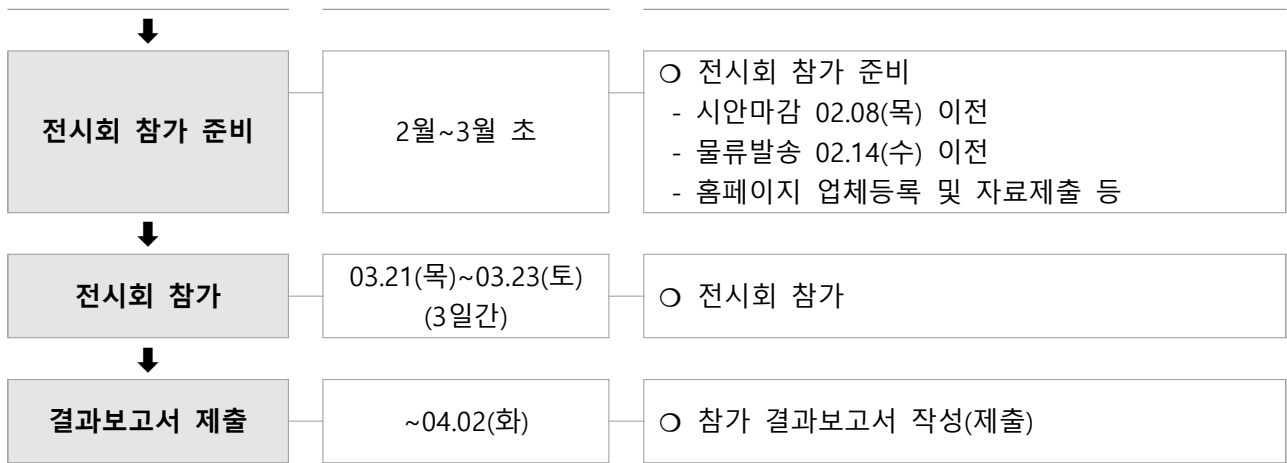 전시회 참가 준비
2월~3월 초
❍ 전시회 참가 준비
- 시안마감 02.08(목) 이전
- 물류발송 02.14(수) 이전
- 홈페이지 업체등록 및 자료제출 등
전시회 참가
03.21(목)~03.23(토)
(3일간)
❍ 전시회 참가
결과보고서 제출
~04.02(화)
❍ 참가 결과보고서 작성(제출)